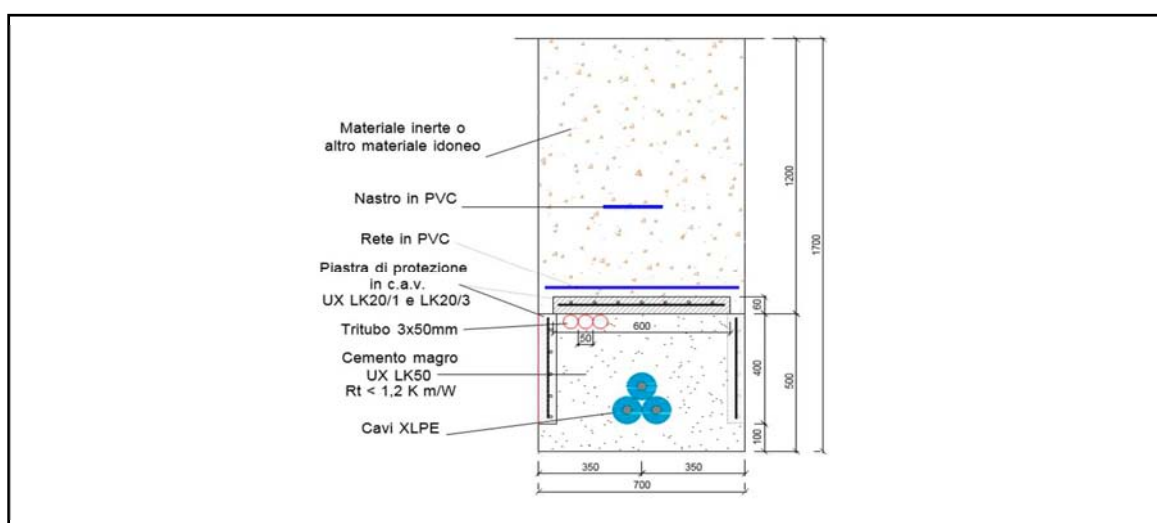 Materiale inerte o
altro materiale idoneo
Nastro in PVC
Rete in PVC
Piastra di protezione
in c.a.v.
UX LK20/1 e LK20/3
Tritubo 3x50mm
Cemento magro
UX LK50
Rt < 1,2 K m/W
Cavi XLPE
1200
1700
60
600
50
400
500
100
350
350
700